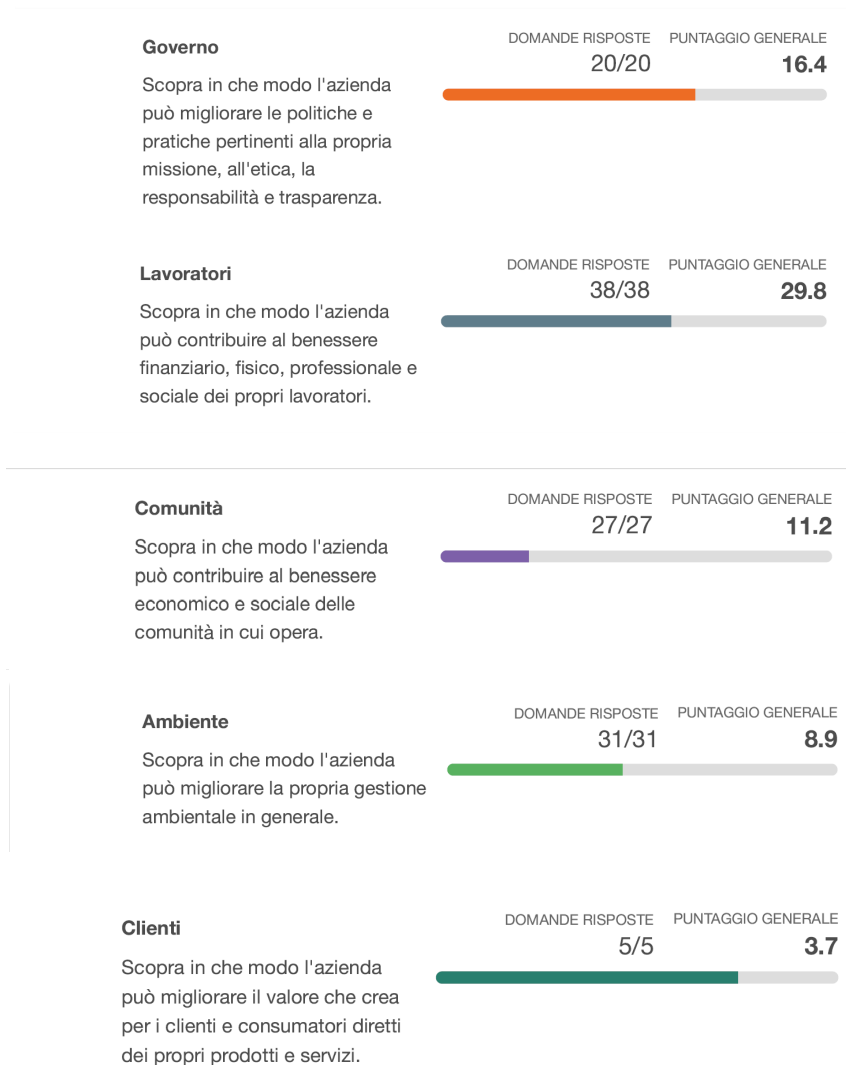 Governo
DOMANDE RISPOSTE
PUNTAGGIO GENERALE
20/20
16.4
Scopra in che modo l'azienda
può migliorare le politiche e
pratiche pertinenti alla propria
missione, all'etica, la
responsabilità e trasparenza.
Lavoratori
DOMANDE RISPOSTE
PUNTAGGIO GENERALE
38/38
29.8
Scopra in che modo l'azienda
può contribuire al benessere
finanziario, fisico, professionale e
sociale dei propri lavoratori.
Comunità
DOMANDE RISPOSTE
PUNTAGGIO GENERALE
27/27
11.2
Scopra in che modo l'azienda
può contribuire al benessere
economico e sociale delle
comunità in cui opera.
Ambiente
DOMANDE RISPOSTE
PUNTAGGIO GENERALE
31/31
8.9
Scopra in che modo l'azienda
può migliorare la propria gestione
ambientale in generale.
Clienti
DOMANDE RISPOSTE
PUNTAGGIO GENERALE
5/5
3.7
Scopra in che modo l'azienda
può migliorare il valore che crea
per i clienti e consumatori diretti
dei propri prodotti e servizi.